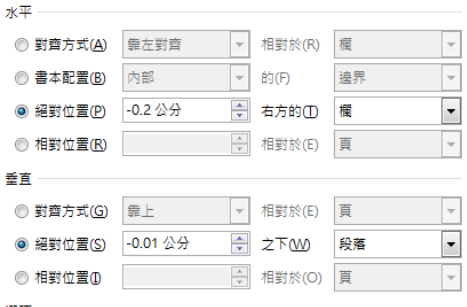 水平
對齊方式(A) 靠左對齊 相對於(R) 欄
書本配置(B) 內部 的(F) 邊界
絕對位置(P) -0.2 公分 右方的(T) 欄
相對位置(R) 相對於(E) 頁
垂直
對齊方式(G) 靠上 相對於(E) 頁
絕對位置(S) -0.01 公分 之下(W) 段落
相對位置(I) 相對於(O) 頁